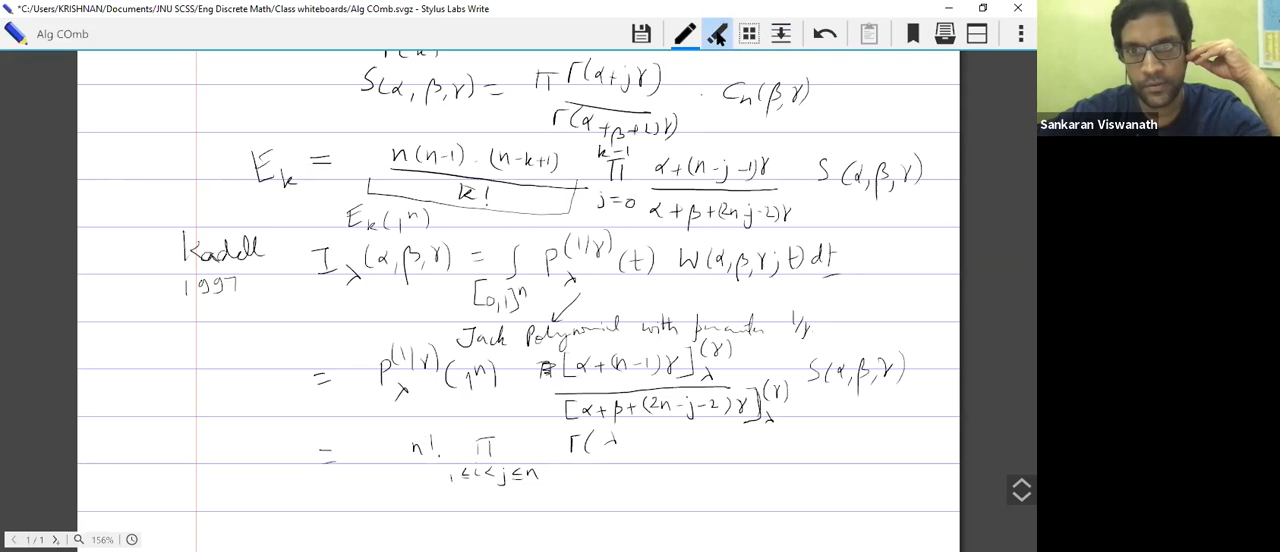 *C:/Users/KRISHNAN/Documents/JNU SCSS/Eng Discrete Math/Class whiteboards/Alg COmb.svgz - Stylus Labs Write
Alg COmb
Sankaran Viswanath
S(α, β, γ) = Π Γ(α+jγ) / Γ(α+β+1)γ) · Cn(β,γ)
E_k = n(n-1) · (n-k+1) / k! Π_{j=0}^{k-1} α+(n-j-1)γ / α+β+(2n-j-2)γ S(α,β,γ)
E_k(1^n)
Kadell 1997 I_λ(α,β,γ) = ∫_{[0,1]^n} P_λ^{(1/γ)}(t) W(α,β,γ; t) dt
Jack Polynomial with parameter 1/γ
= P_λ^{(1/γ)}(1^n) [α+(n-1)γ]_λ^{(γ)} / [α+β+(2n-j-2)γ]_λ^{(γ)} S(α,β,γ)
= n! Π_{1≤i<j≤n} Γ(λ
1/1
156%